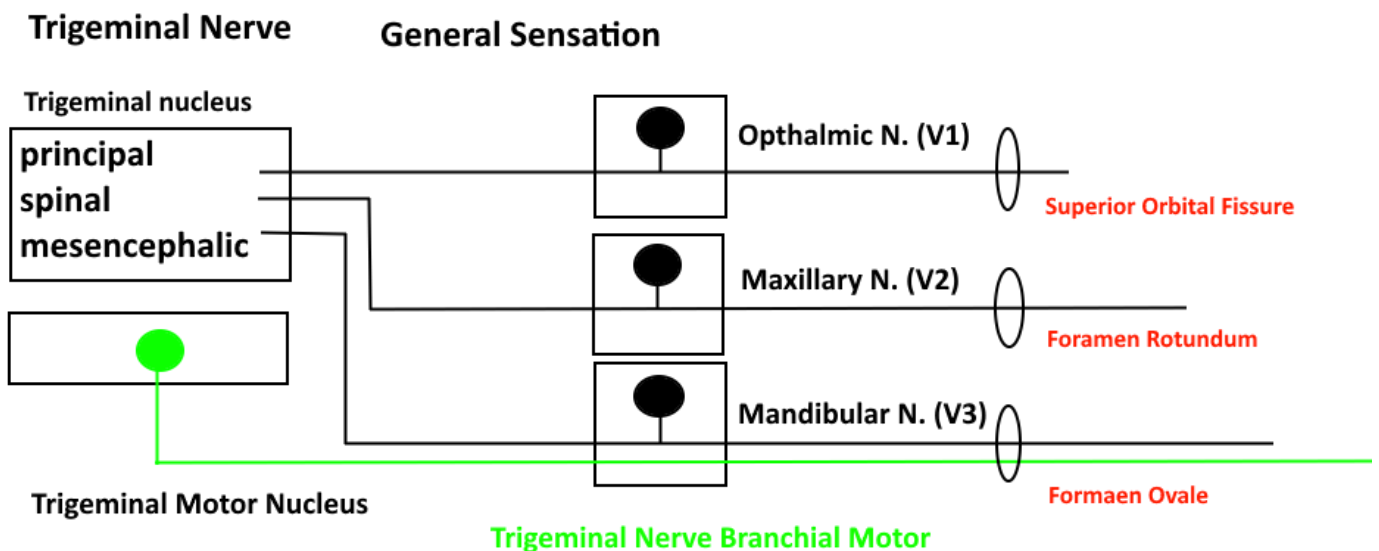 Trigeminal Nerve
General Sensation
Trigeminal nucleus
principal
spinal
mesencephalic
Opthalmic N. (V1)
Superior Orbital Fissure
Maxillary N. (V2)
Foramen Rotundum
Mandibular N. (V3)
Formaen Ovale
Trigeminal Motor Nucleus
Trigeminal Nerve Branchial Motor